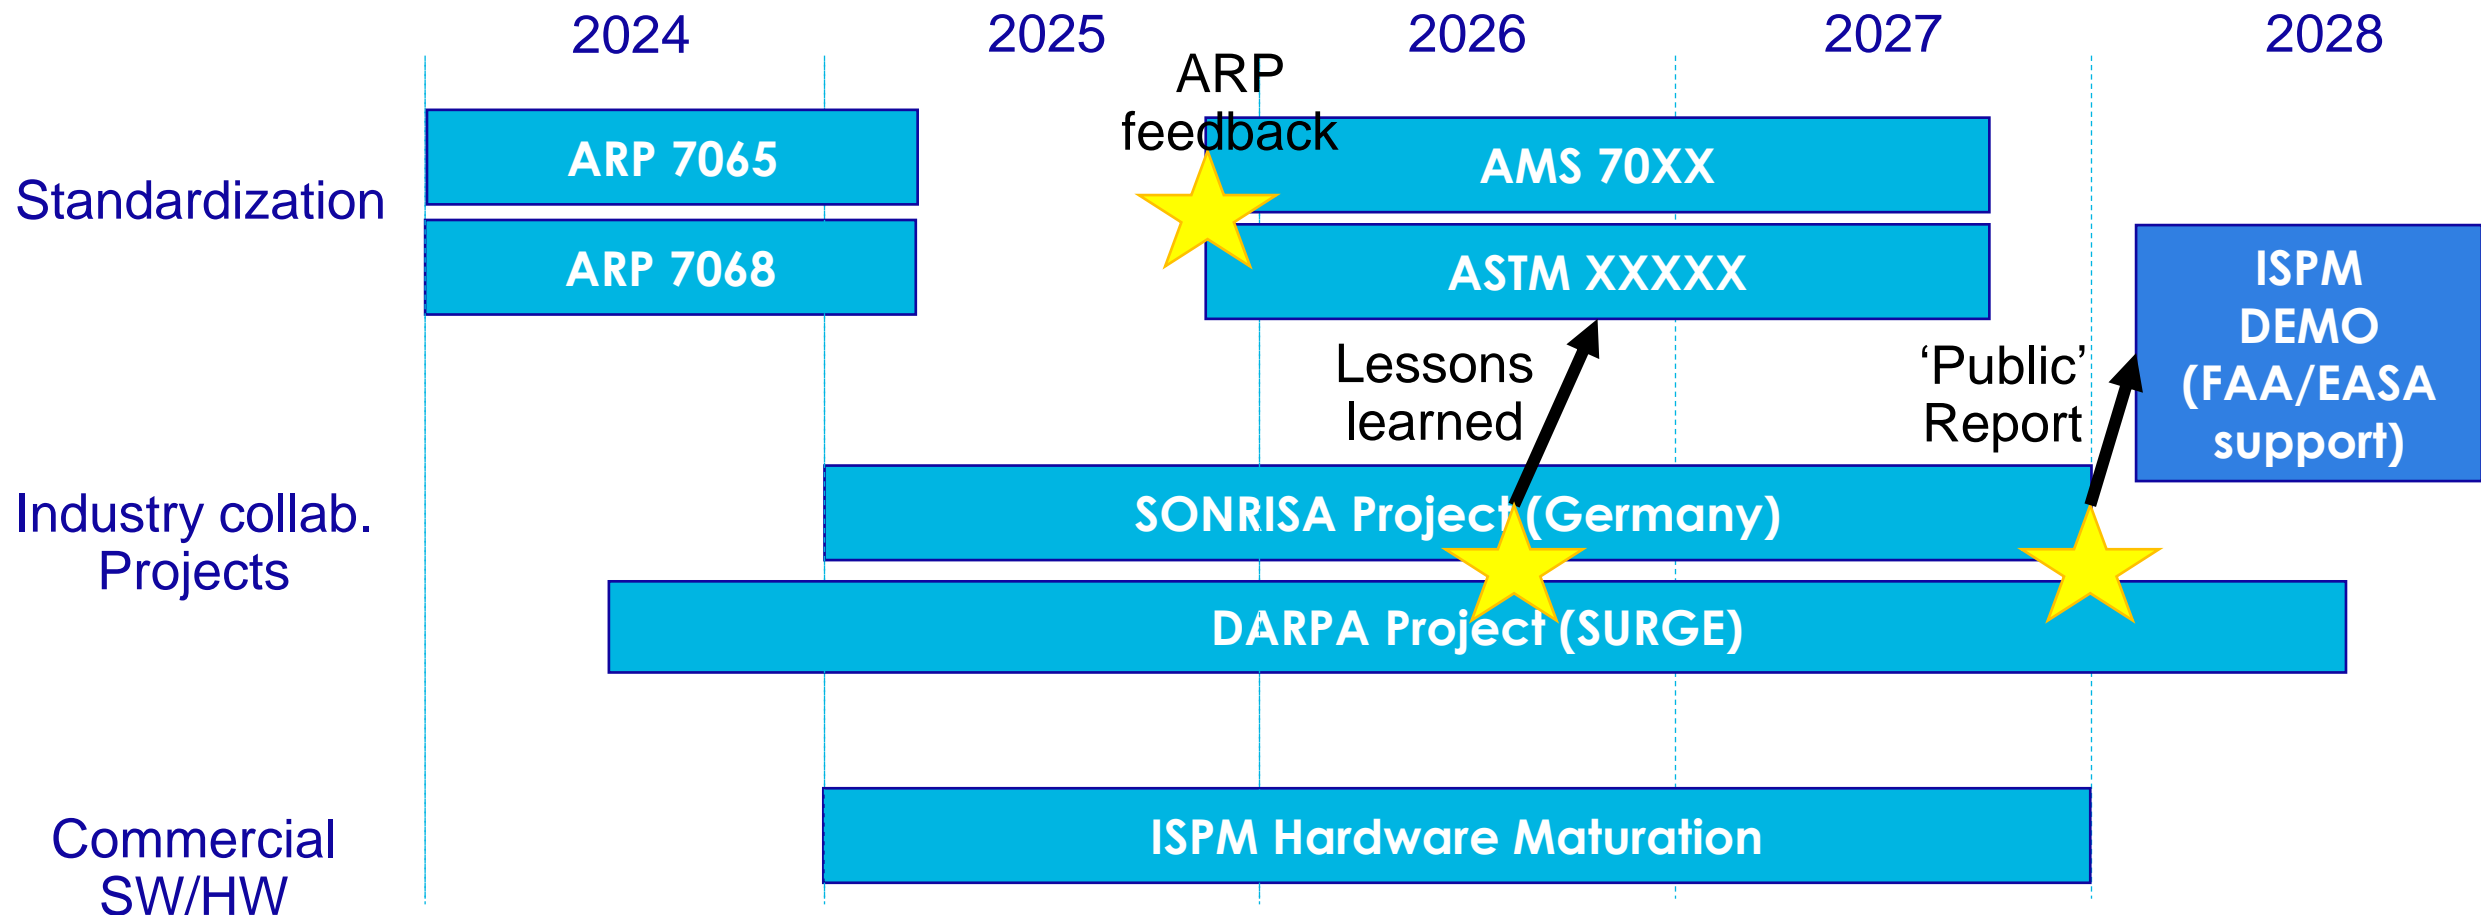 2024
2025
2026
2027
2028
ARP
feedback
Standardization
ARP 7065
AMS 70XX
ARP 7068
ASTM XXXXX
ISPM
DEMO
(FAA/EASA
support)
Lessons
learned
‘Public’
Report
Industry collab.
Projects
SONRISA Project (Germany)
DARPA Project (SURGE)
Commercial
SW/HW
ISPM Hardware Maturation